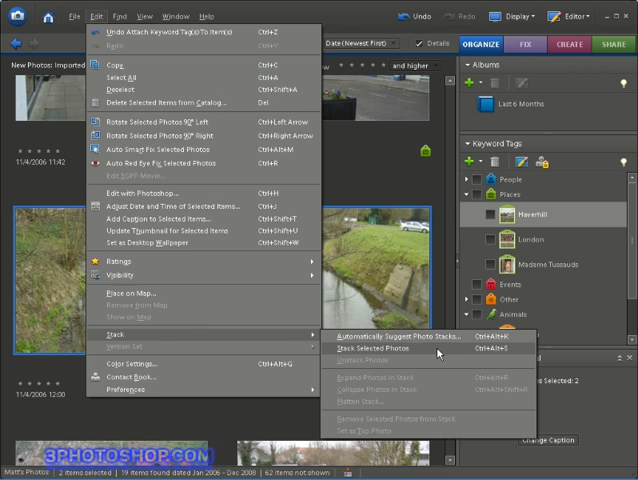 File Edit Find View Window Help
Undo Redo Display Editor
Date (Newest First) Details
ORGANIZE FIX CREATE SHARE
New Photos: Imported
and higher
Undo Attach Keyword Tag(s) To Item(s) Ctrl+Z
Redo Ctrl+Y
Copy Ctrl+C
Select All Ctrl+A
Deselect Ctrl+Shift+A
Delete Selected Items from Catalog... Del
Rotate Selected Photos 90° Left Ctrl+Left Arrow
Rotate Selected Photos 90° Right Ctrl+Right Arrow
Auto Smart Fix Selected Photos Ctrl+Alt+M
Auto Red Eye Fix Selected Photos Ctrl+R
Edit 3GPP Movie...
Edit with Photoshop... Ctrl+H
Adjust Date and Time of Selected Items... Ctrl+J
Add Caption to Selected Items... Ctrl+Shift+T
Update Thumbnail for Selected Items Ctrl+Shift+U
Set as Desktop Wallpaper Ctrl+Shift+W
Ratings
Visibility
Place on Map...
Remove from Map
Show on Map
Stack
Version Set
Color Settings... Ctrl+Alt+G
Contact Book...
Preferences
Automatically Suggest Photo Stacks... Ctrl+Alt+K
Stack Selected Photos Ctrl+Alt+S
Unstack Photos
Expand Photos in Stack Ctrl+Alt+R
Collapse Photos in Stack Ctrl+Alt+Shift+R
Flatten Stack...
Remove Selected Photos from Stack
Set as Top Photo
11/4/2006 11:42
11/4/2006 12:00
Albums
Last 6 Months
Keyword Tags
People
Places
Haverhill
London
Madame Tussauds
Events
Other
Animals
Selected: 2
Change Caption
3PHOTOSHOP.COM
Matt's Photos 2 items selected 19 items found dated Jan 2006 - Dec 2008 62 items not shown